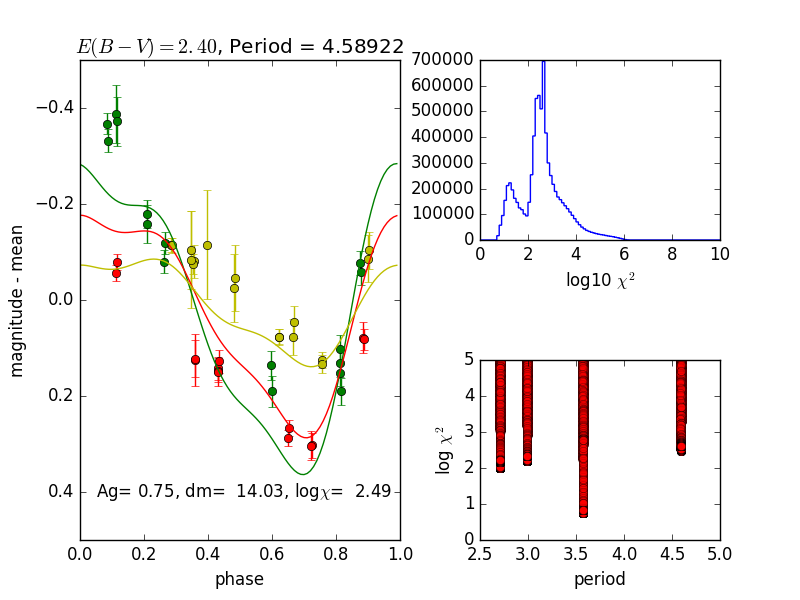 E(B−V)=2.40, Period = 4.58922
−0.4
−0.2
0.0
0.2
0.4
magnitude - mean
Ag= 0.75, dm=  14.03, logχ=  2.49
0.0 0.2 0.4 0.6 0.8 1.0
phase
700000
600000
500000
400000
300000
200000
100000
0
0 2 4 6 8 10
log10 χ²
5
4
3
2
1
0
log χ²
2.5 3.0 3.5 4.0 4.5 5.0
period